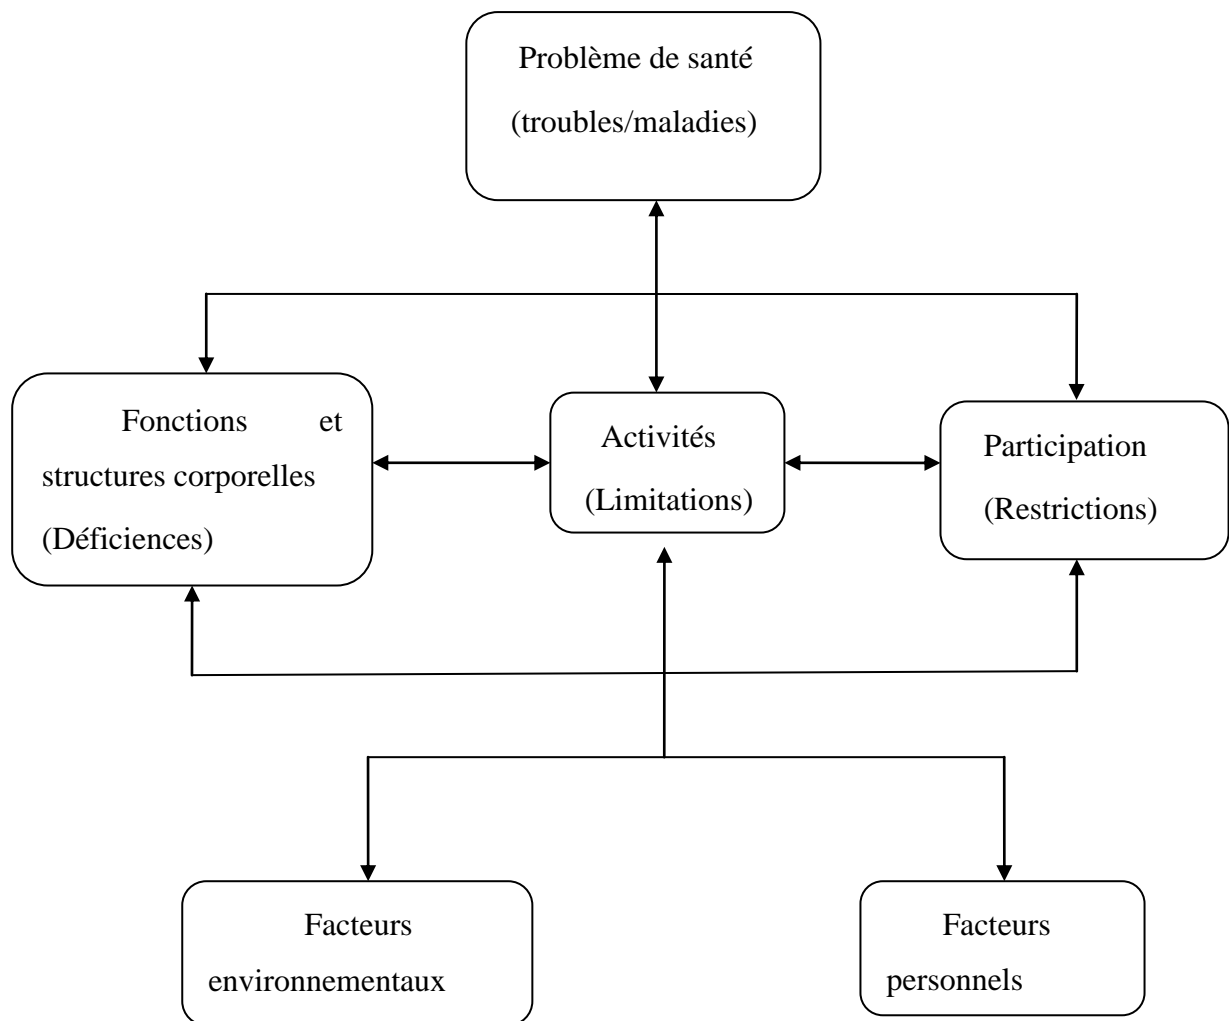 Problème de santé
(troubles/maladies)
Fonctions et
structures corporelles
(Déficiences)
Activités
(Limitations)
Participation
(Restrictions)
Facteurs
environnementaux
Facteurs
personnels